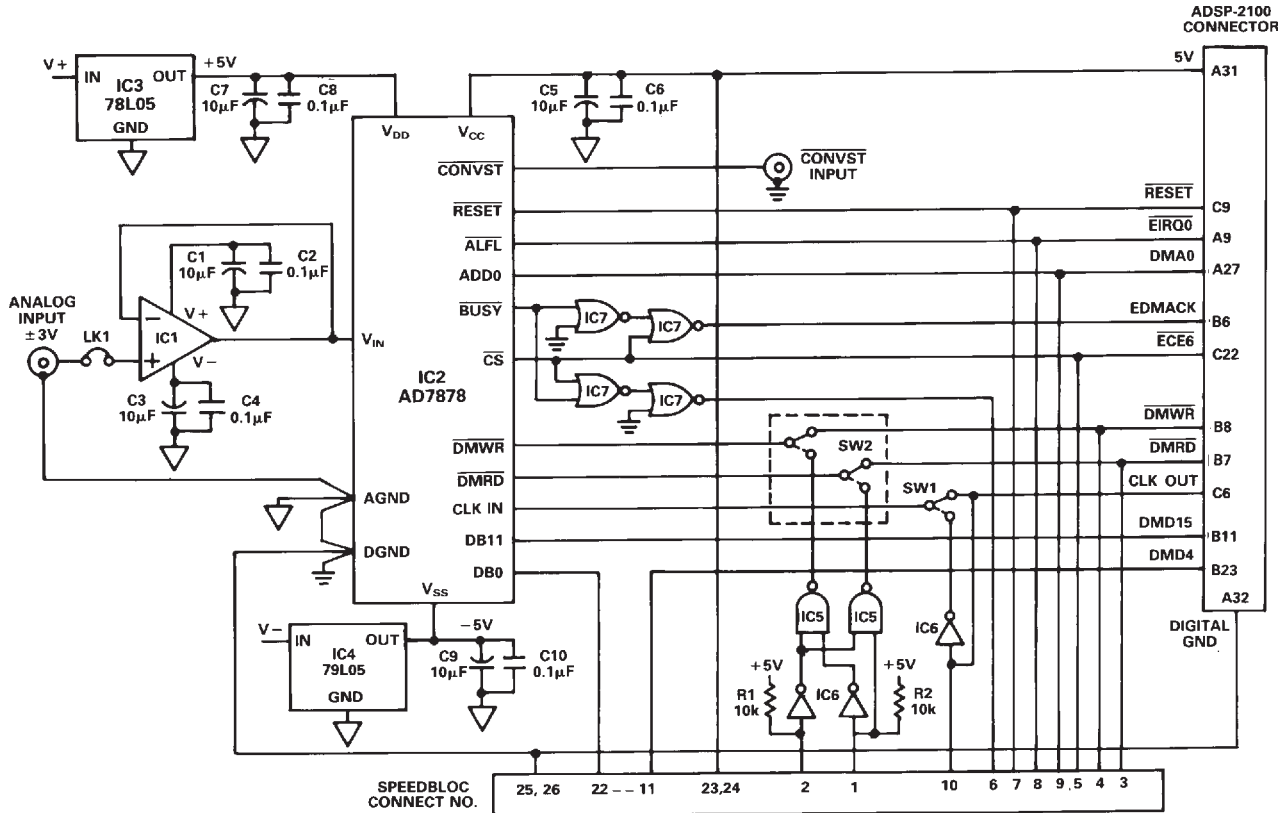 ADSP-2100
CONNECTOR
V+
IN
IC3
78L05
OUT
GND
+5V
C7
10μF
C8
0.1μF
C5
10μF
C6
0.1μF
5V
A31
VDD
VCC
CONVST
CONVST
INPUT
RESET
RESET
C9
ALFL
EIRQ0
A9
ADD0
DMA0
A27
C1
10μF
C2
0.1μF
ANALOG
INPUT
±3V
LK1
−
+
IC1
V+
V−
VIN
IC2
AD7878
BUSY
IC7
IC7
EDMACK
B6
CS
ECE6
C22
IC7
IC7
C3
10μF
C4
0.1μF
DMWR
SW2
DMWR
B8
DMRD
DMRD
B7
AGND
CLK IN
SW1
CLK OUT
C6
DB11
DMD15
B11
DGND
DB0
DMD4
B23
VSS
IC5
IC5
A32
V−
IN
IC4
79L05
OUT
GND
−5V
C9
10μF
C10
0.1μF
IC6
DIGITAL
GND
+5V
R1
10k
IC6
+5V
R2
10k
SPEEDBLOC
CONNECT NO.
25, 26 22 – – 11 23,24 2 1 10 6 7 8 9 5 4 3